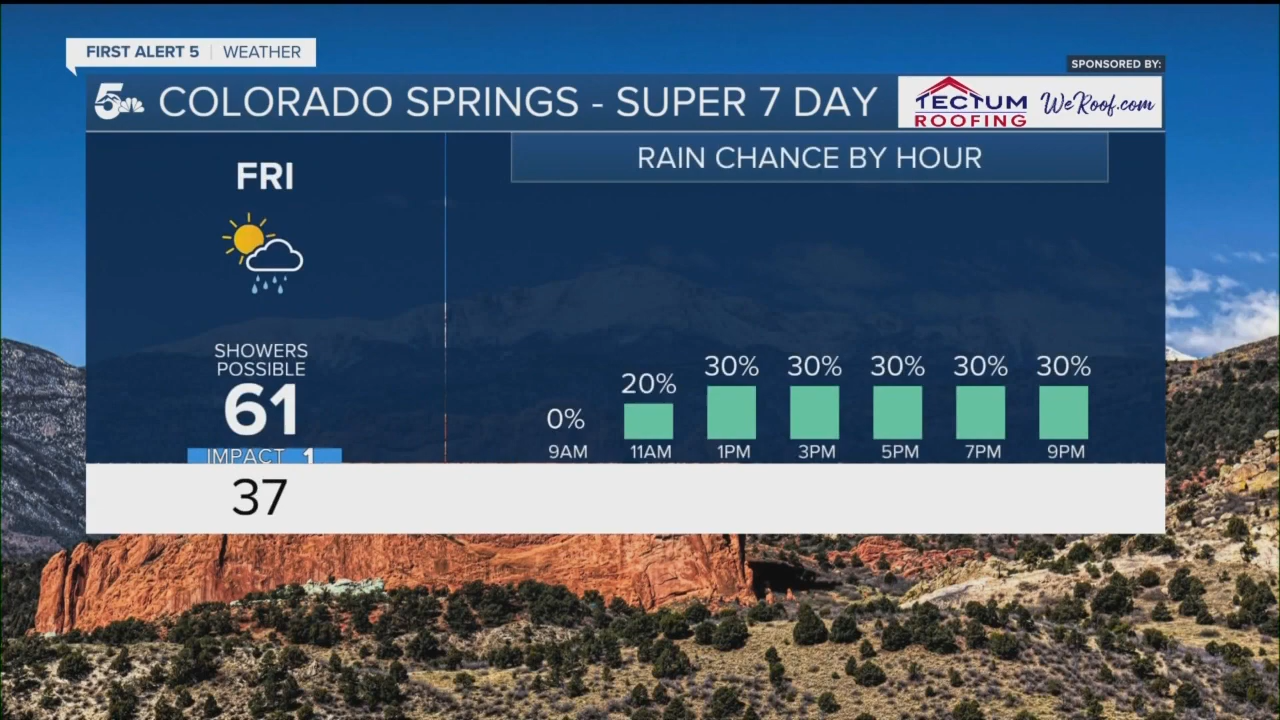 FIRST ALERT 5 WEATHER
SPONSORED BY:
5 COLORADO SPRINGS - SUPER 7 DAY
TECTUM
ROOFING
WeRoof.com
FRI
RAIN CHANCE BY HOUR
SHOWERS
POSSIBLE
61
IMPACT 1
37
0% 20% 30% 30% 30% 30% 30%
9AM 11AM 1PM 3PM 5PM 7PM 9PM